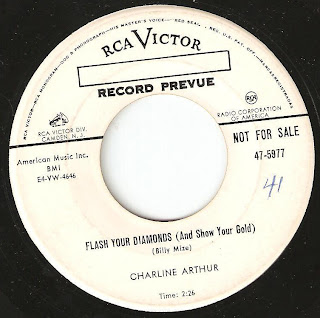 RCA VICTOR
RECORD PREVUE
RCA VICTOR DIV.
CAMDEN, N. J.
RADIO CORPORATION
OF AMERICA
American Music Inc.
BMI
E4-VW-4646
NOT FOR SALE
47-5977
41
FLASH YOUR DIAMONDS (And Show Your Gold)
(Billy Mize)
CHARLINE ARTHUR
Time: 2:26